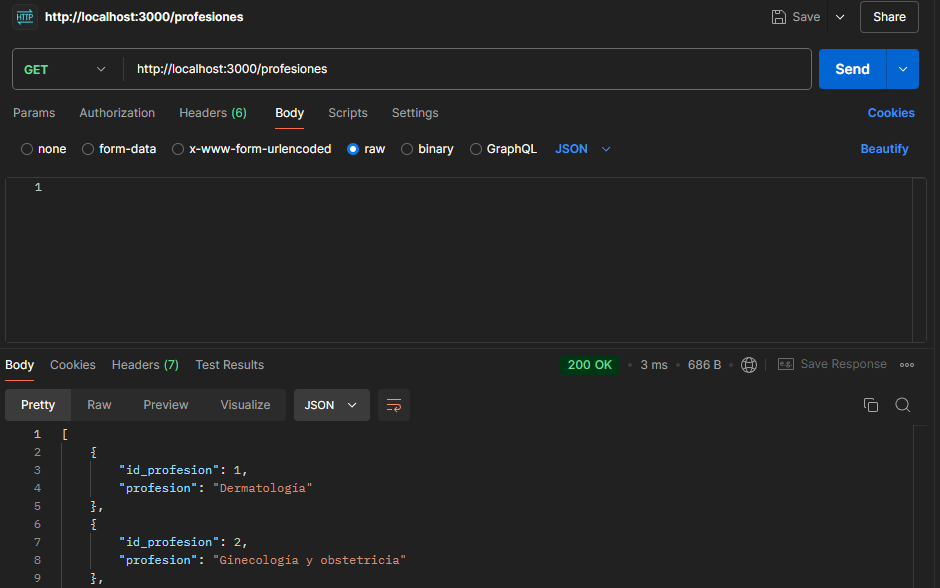 HTTP http://localhost:3000/profesiones Save Share
GET http://localhost:3000/profesiones Send
Params Authorization Headers (6) Body Scripts Settings Cookies
none form-data x-www-form-urlencoded raw binary GraphQL JSON Beautify
1
Body Cookies Headers (7) Test Results 200 OK • 3 ms • 686 B • e.g. Save Response
Pretty Raw Preview Visualize JSON
1 [
2 {
3 "id_profesion": 1,
4 "profesion": "Dermatología"
5 },
6 {
7 "id_profesion": 2,
8 "profesion": "Ginecología y obstetricia"
9 },